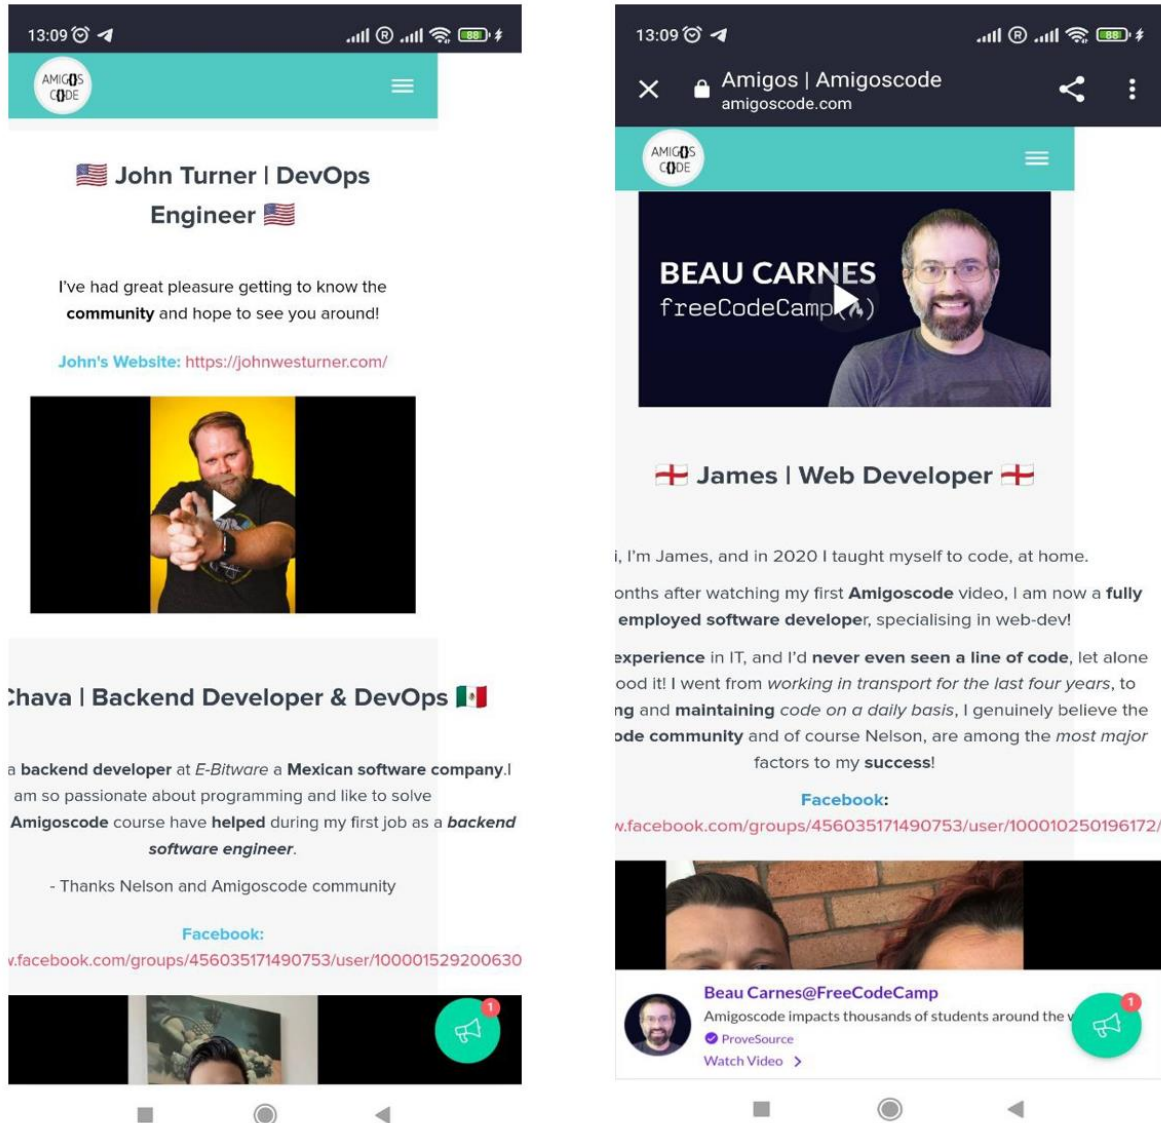 13:09
88
AMIGOS
CODE
John Turner | DevOps
Engineer
I've had great pleasure getting to know the
community and hope to see you around!
John's Website: https://johnwesturner.com/
Chava | Backend Developer & DevOps
a backend developer at E-Bitware a Mexican software company.I
am so passionate about programming and like to solve
Amigoscode course have helped during my first job as a backend
software engineer.
- Thanks Nelson and Amigoscode community
Facebook:
.facebook.com/groups/456035171490753/user/100001529200630
1
13:09
R
88
Amigos | Amigoscode
amigoscode.com
AMIGOS
CODE
BEAU CARNES
freeCodeCamp
James | Web Developer
i, I'm James, and in 2020 I taught myself to code, at home.
onths after watching my first Amigoscode video, I am now a fully
employed software developer, specialising in web-dev!
experience in IT, and I'd never even seen a line of code, let alone
ood it! I went from working in transport for the last four years, to
ng and maintaining code on a daily basis, I genuinely believe the
ode community and of course Nelson, are among the most major
factors to my success!
Facebook:
w.facebook.com/groups/456035171490753/user/100010250196172/
Beau Carnes@FreeCodeCamp
Amigoscode impacts thousands of students around the w
ProveSource
Watch Video >
1